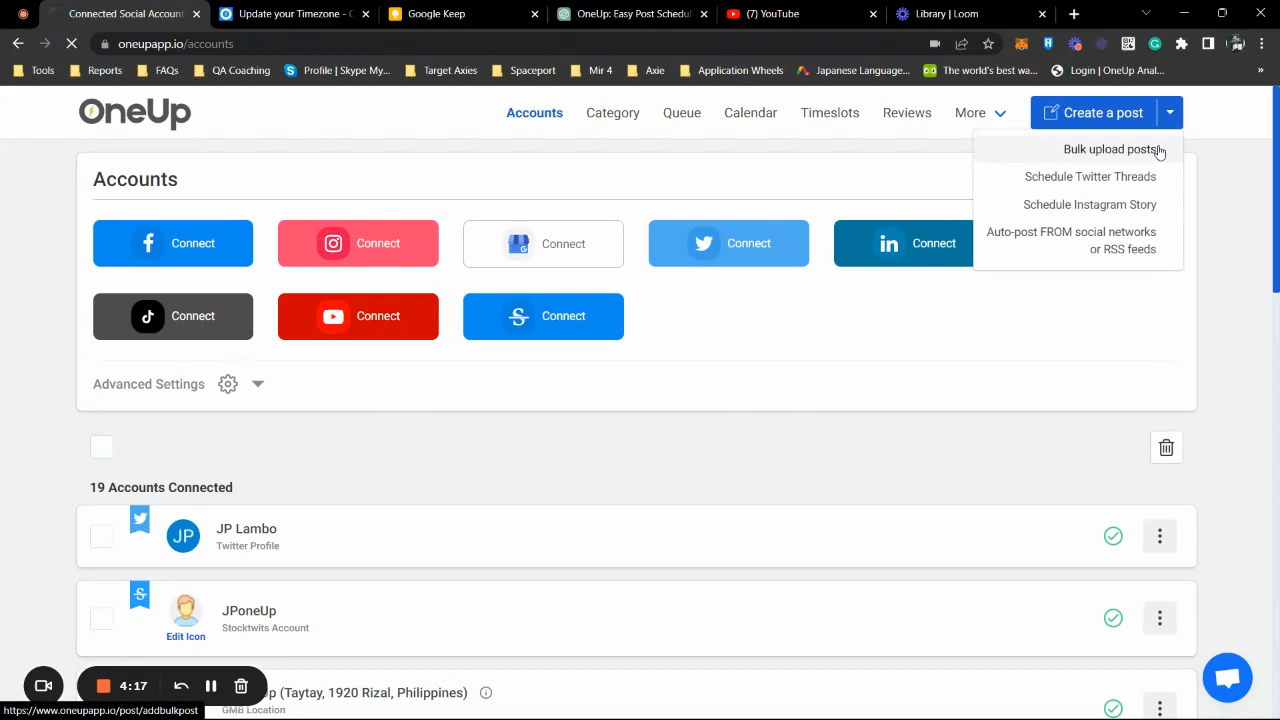 Connected Social Account
Update your Timezone - C
Google Keep
OneUp: Easy Post Schedul
(7) YouTube
Library | Loom
oneupapp.io/accounts
Tools
Reports
FAQs
QA Coaching
Profile | Skype My...
Target Axies
Spaceport
Mir 4
Axie
Application Wheels
Japanese Language...
The world's best wa...
Login | OneUp Anal...
OneUp
Accounts
Category
Queue
Calendar
Timeslots
Reviews
More
Create a post
Bulk upload posts
Schedule Twitter Threads
Schedule Instagram Story
Auto-post FROM social networks
or RSS feeds
Accounts
Connect
Connect
Connect
Connect
Connect
Connect
Connect
Connect
Advanced Settings
19 Accounts Connected
JP
JP Lambo
Twitter Profile
JPoneUp
Stocktwits Account
Edit Icon
(Taytay, 1920 Rizal, Philippines)
GMB Location
4:17
https://www.oneupapp.io/post/addbulkpost